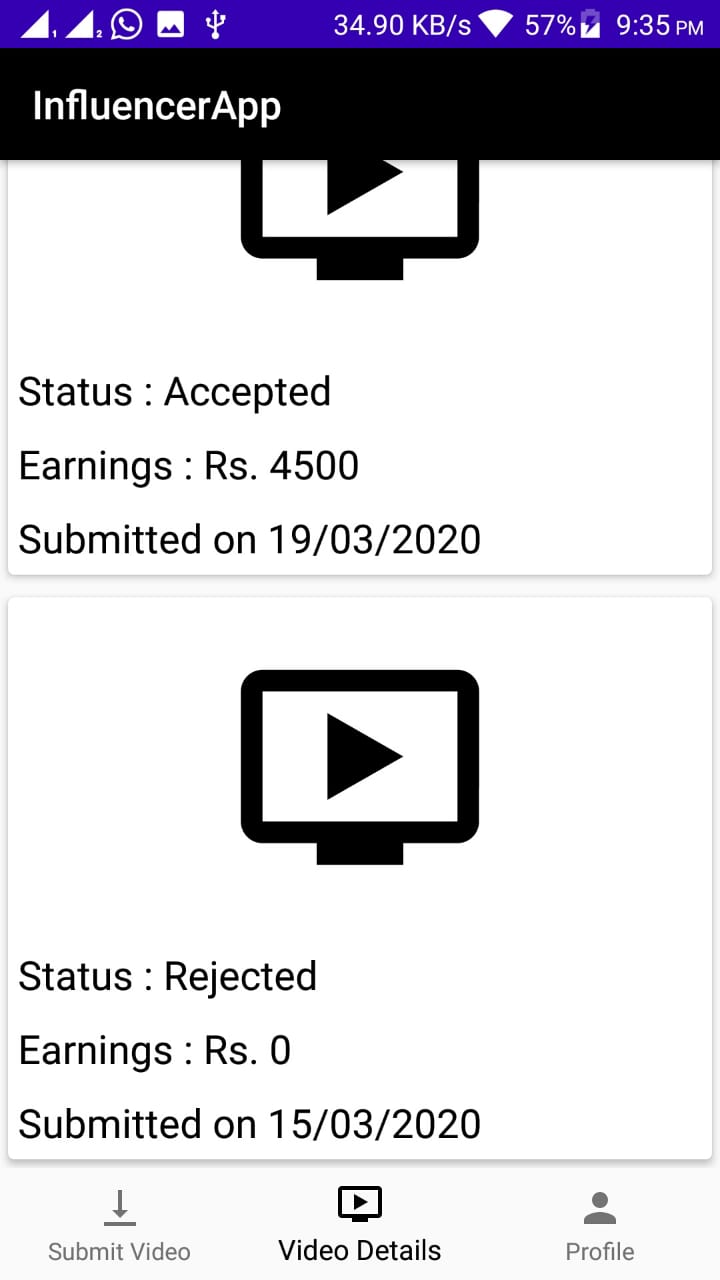 1 2 34.90 KB/s 57% 9:35 PM
InfluencerApp
Status : Accepted
Earnings : Rs. 4500
Submitted on 19/03/2020
Status : Rejected
Earnings : Rs. 0
Submitted on 15/03/2020
Submit Video Video Details Profile